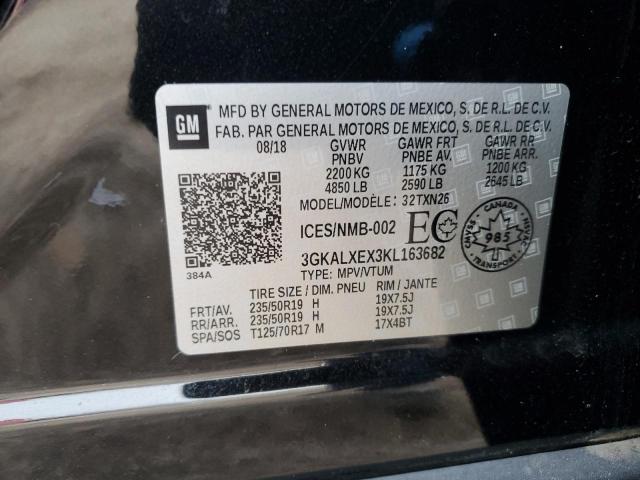 GM
MFD BY GENERAL MOTORS DE MEXICO, S. DE R.L. DE C.V.
FAB. PAR GENERAL MOTORS DE MEXICO, S. DE R.L. DE C.V.
08/18 GVWR GAWR FRT GAWR RR
PNBV PNBE AV. PNBE ARR.
2200 KG 1175 KG 1200 KG
4850 LB 2590 LB 2645 LB
MODEL/MODÈLE: 32TXN26
ICES/NMB-002 EC
CANADA
985
CMVSS NSVAC
3GKALXEX3KL163682
384A
TYPE: MPV/VTUM
TIRE SIZE / DIM. PNEU RIM / JANTE
FRT/AV. 235/50R19 H 19X7.5J
RR/ARR. 235/50R19 H 19X7.5J
SPA/SOS T125/70R17 M 17X4BT